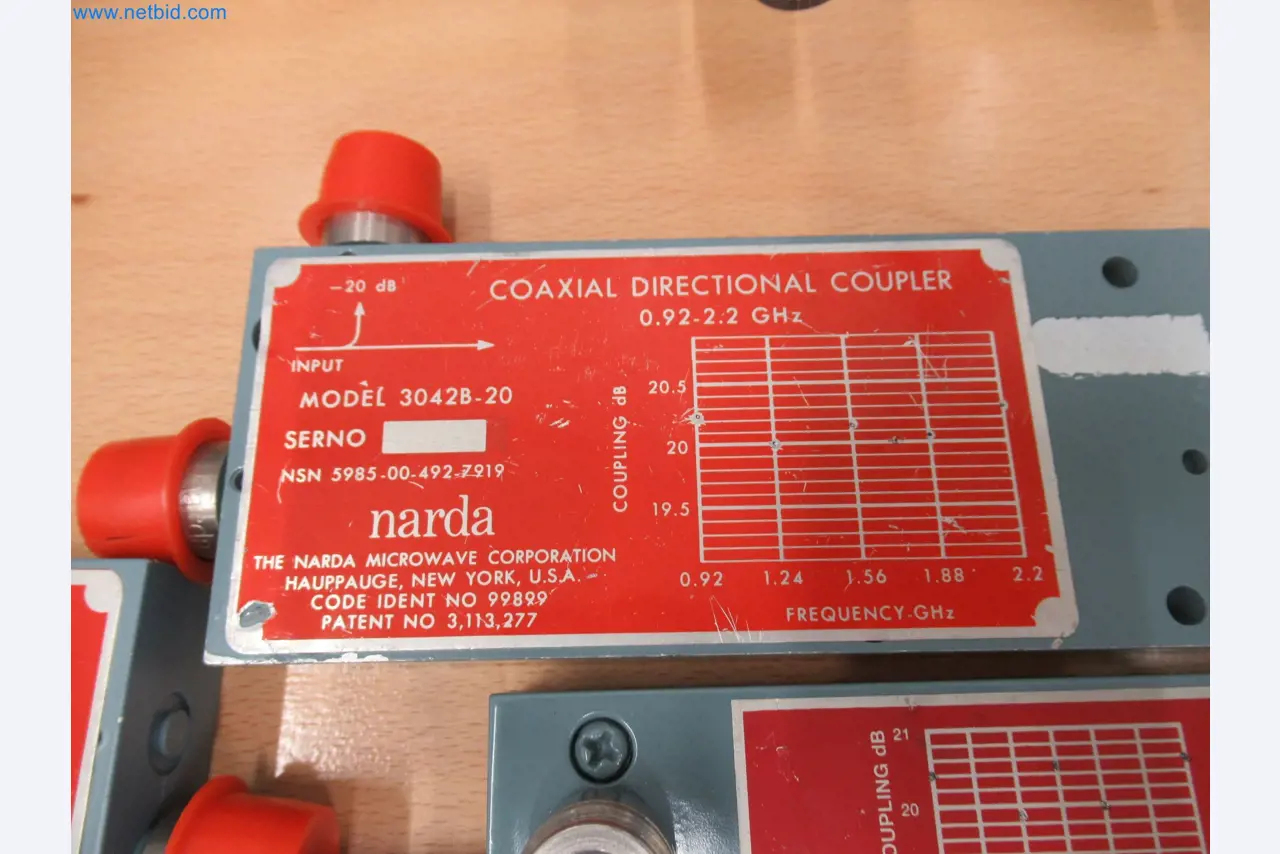 www.netbid.com
-20 dB
INPUT
MODEL 3042B-20
SERNO
NSN 5985-00-492-7919
narda
THE NARDA MICROWAVE CORPORATION
HAUPPAUGE, NEW YORK, U.S.A.
CODE IDENT NO 99899
PATENT NO 3,113,277
COAXIAL DIRECTIONAL COUPLER
0.92-2.2 GHz
COUPLING dB
20.5
20
19.5
0.92 1.24 1.56 1.88 2.2
FREQUENCY-GHz
COUPLING dB
21
20